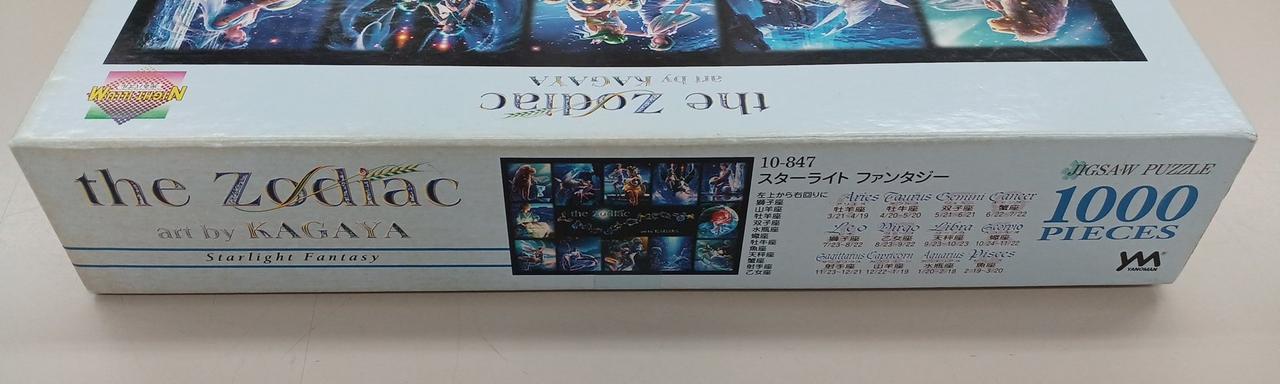 the Zodiac
art by KAGAYA
NIGHT ILLUM
the Zodiac
art by KAGAYA
Starlight Fantasy
the Zodiac
10-847
スターライト ファンタジー
左上から右回りに
獅子座
山羊座
牡羊座
双子座
水瓶座
蠍座
牡牛座
魚座
天秤座
蟹座
射手座
乙女座
Aries Taurus Gemini Cancer
牡羊座 牡牛座 双子座 蟹座
3/21-4/19 4/20-5/20 5/21-6/21 6/22-7/22
Leo Virgo Libra Scorpio
獅子座 乙女座 天秤座 蠍座
7/23-8/22 8/23-9/22 9/23-10/23 10/24-11/22
Sagittarius Capricorn Aquarius Pisces
射手座 山羊座 水瓶座 魚座
11/23-12/21 12/22-1/19 1/20-2/18 2/19-3/20
JIGSAW PUZZLE
1000
PIECES
YM
YANOMAN